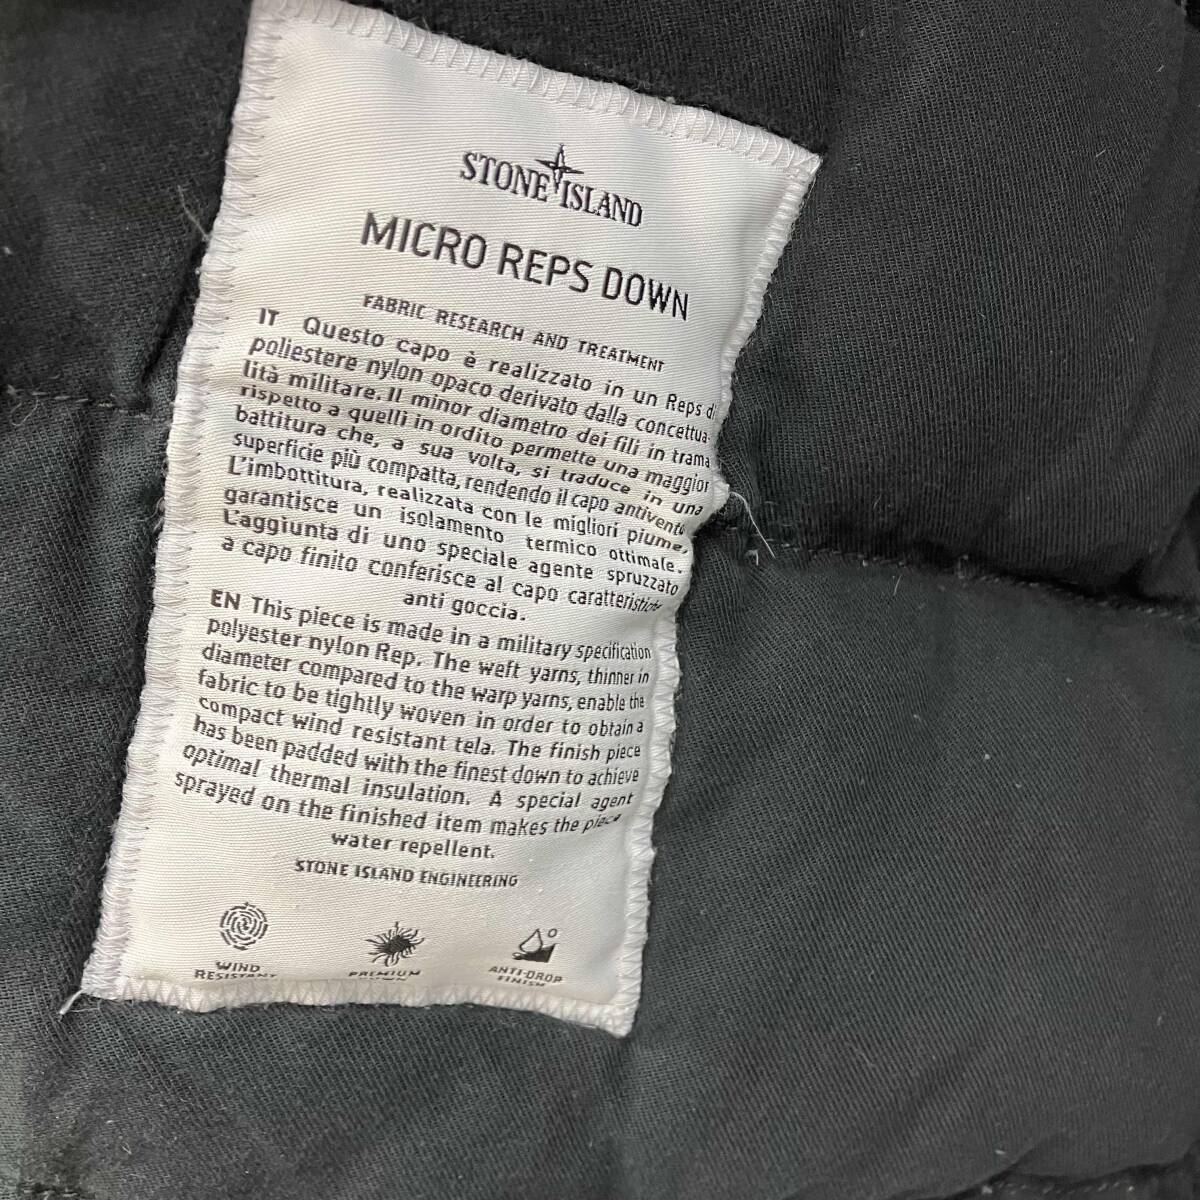 STONE ISLAND
MICRO REPS DOWN
FABRIC RESEARCH AND TREATMENT
IT Questo capo è realizzato in un Reps di
poliestere nylon opaco derivato dalla concettua-
lità militare. Il minor diametro dei fili in trama
rispetto a quelli in ordito permette una maggior
battitura che, a sua volta, si traduce in una
superficie più compatta, rendendo il capo antivento
L'imbottitura, realizzata con le migliori piume,
garantisce un isolamento termico ottimale.
L'aggiunta di uno speciale agente spruzzato
a capo finito conferisce al capo caratteristiche
anti goccia.
EN This piece is made in a military specification
polyester nylon Rep. The weft yarns, thinner in
diameter compared to the warp yarns, enable the
fabric to be tightly woven in order to obtain a
compact wind resistant tela. The finish piece
has been padded with the finest down to achieve
optimal thermal insulation. A special agent
sprayed on the finished item makes the piece
water repellent.
STONE ISLAND ENGINEERING
WIND
RESISTANT
PREMIUM
DOWN
ANTI-DROP
FINISH